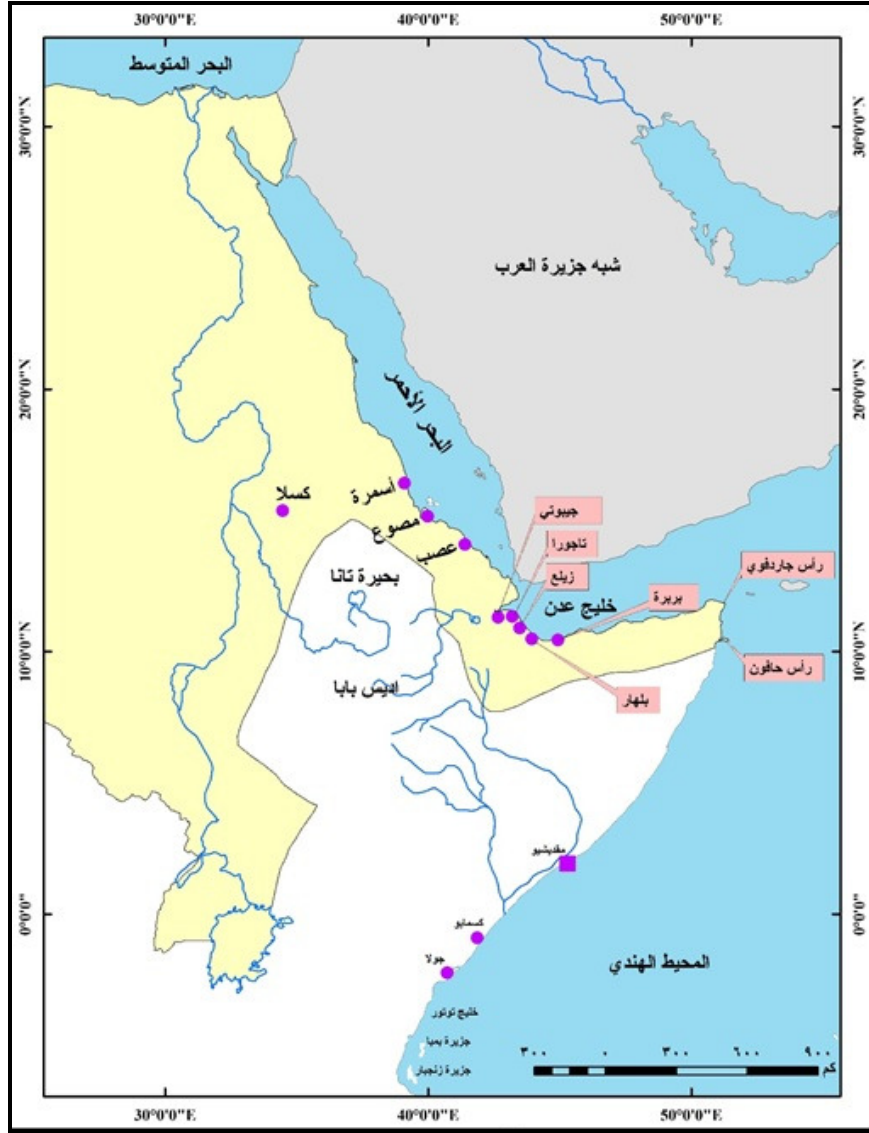 30°0'0"E 40°0'0"E 50°0'0"E
البحر المتوسط
30°0'0"N 30°0'0"N
شبه جزيرة العرب
20°0'0"N 20°0'0"N
البحر الأحمر
كسلا
أسمرة
مصوع
عصب
جيبوتي
تاجورا
زيلع
خليج عدن
بربرة
رأس جاردفوي
بحيرة تانا
10°0'0"N 10°0'0"N
اديس بابا
بلهار
رأس حافون
مقديشيو
0°0'0" 0°0'0"
كسمايو
جولا
المحيط الهندي
خليج توتور
جزيرة بمبا
جزيرة زنجبار
٣٠٠ ٠ ٣٠٠ ٦٠٠ ٩٠٠
كم
30°0'0"E 40°0'0"E 50°0'0"E